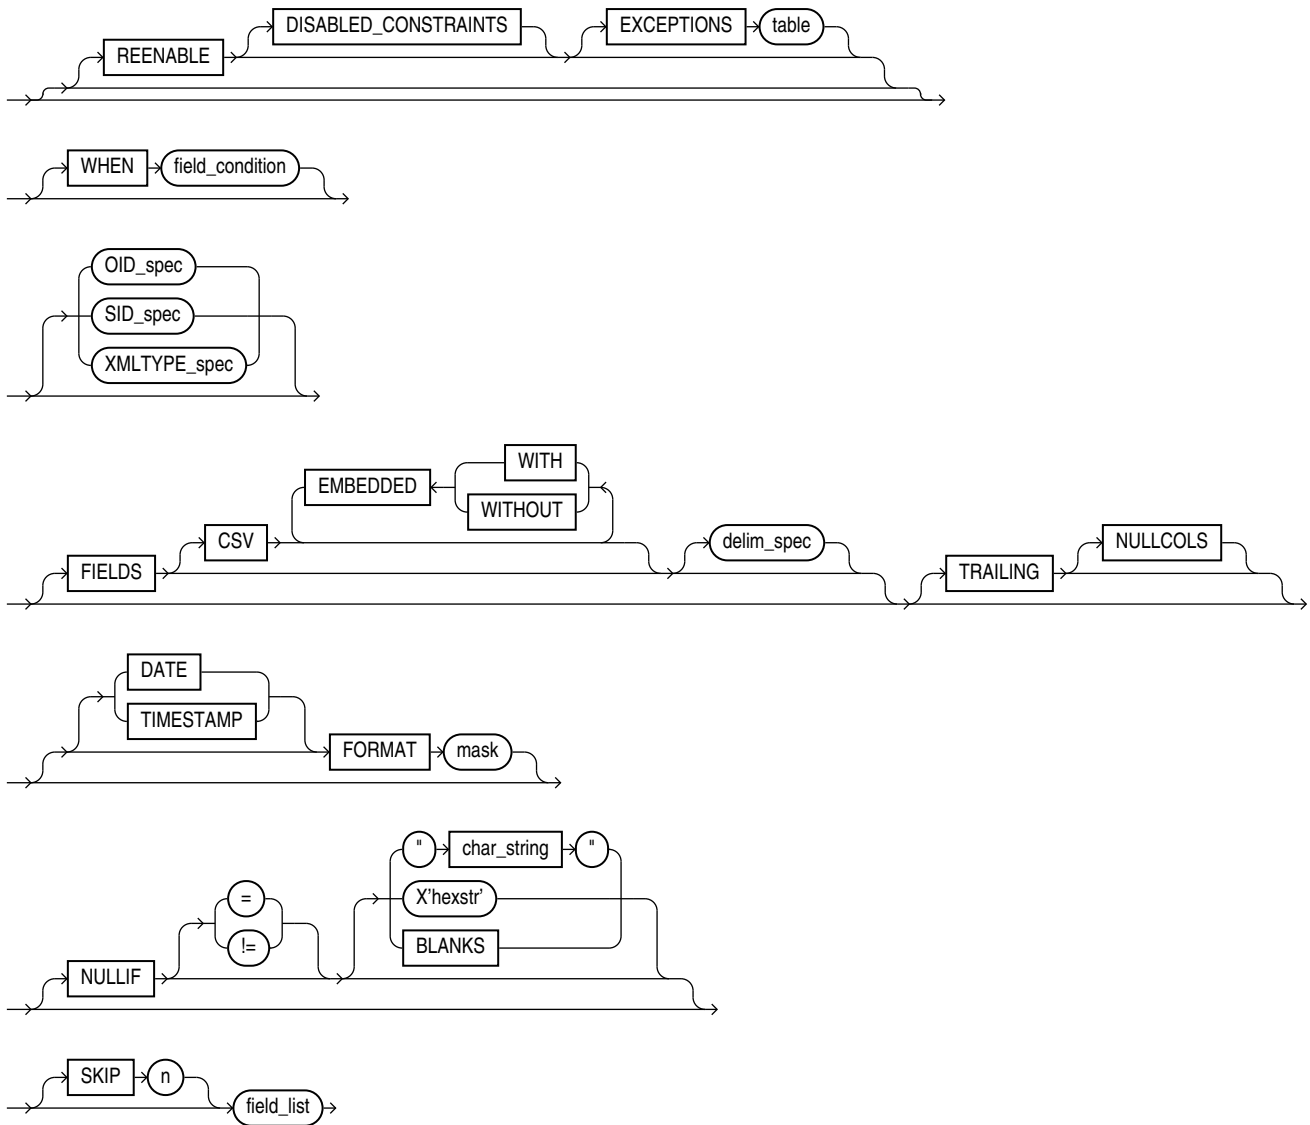 REENABLE DISABLED_CONSTRAINTS EXCEPTIONS table
WHEN field_condition
OID_spec
SID_spec
XMLTYPE_spec
FIELDS CSV EMBEDDED WITH
WITHOUT
delim_spec TRAILING NULLCOLS
DATE
TIMESTAMP
FORMAT mask
NULLIF =
!=
" char_string "
X'hexstr'
BLANKS
SKIP n field_list